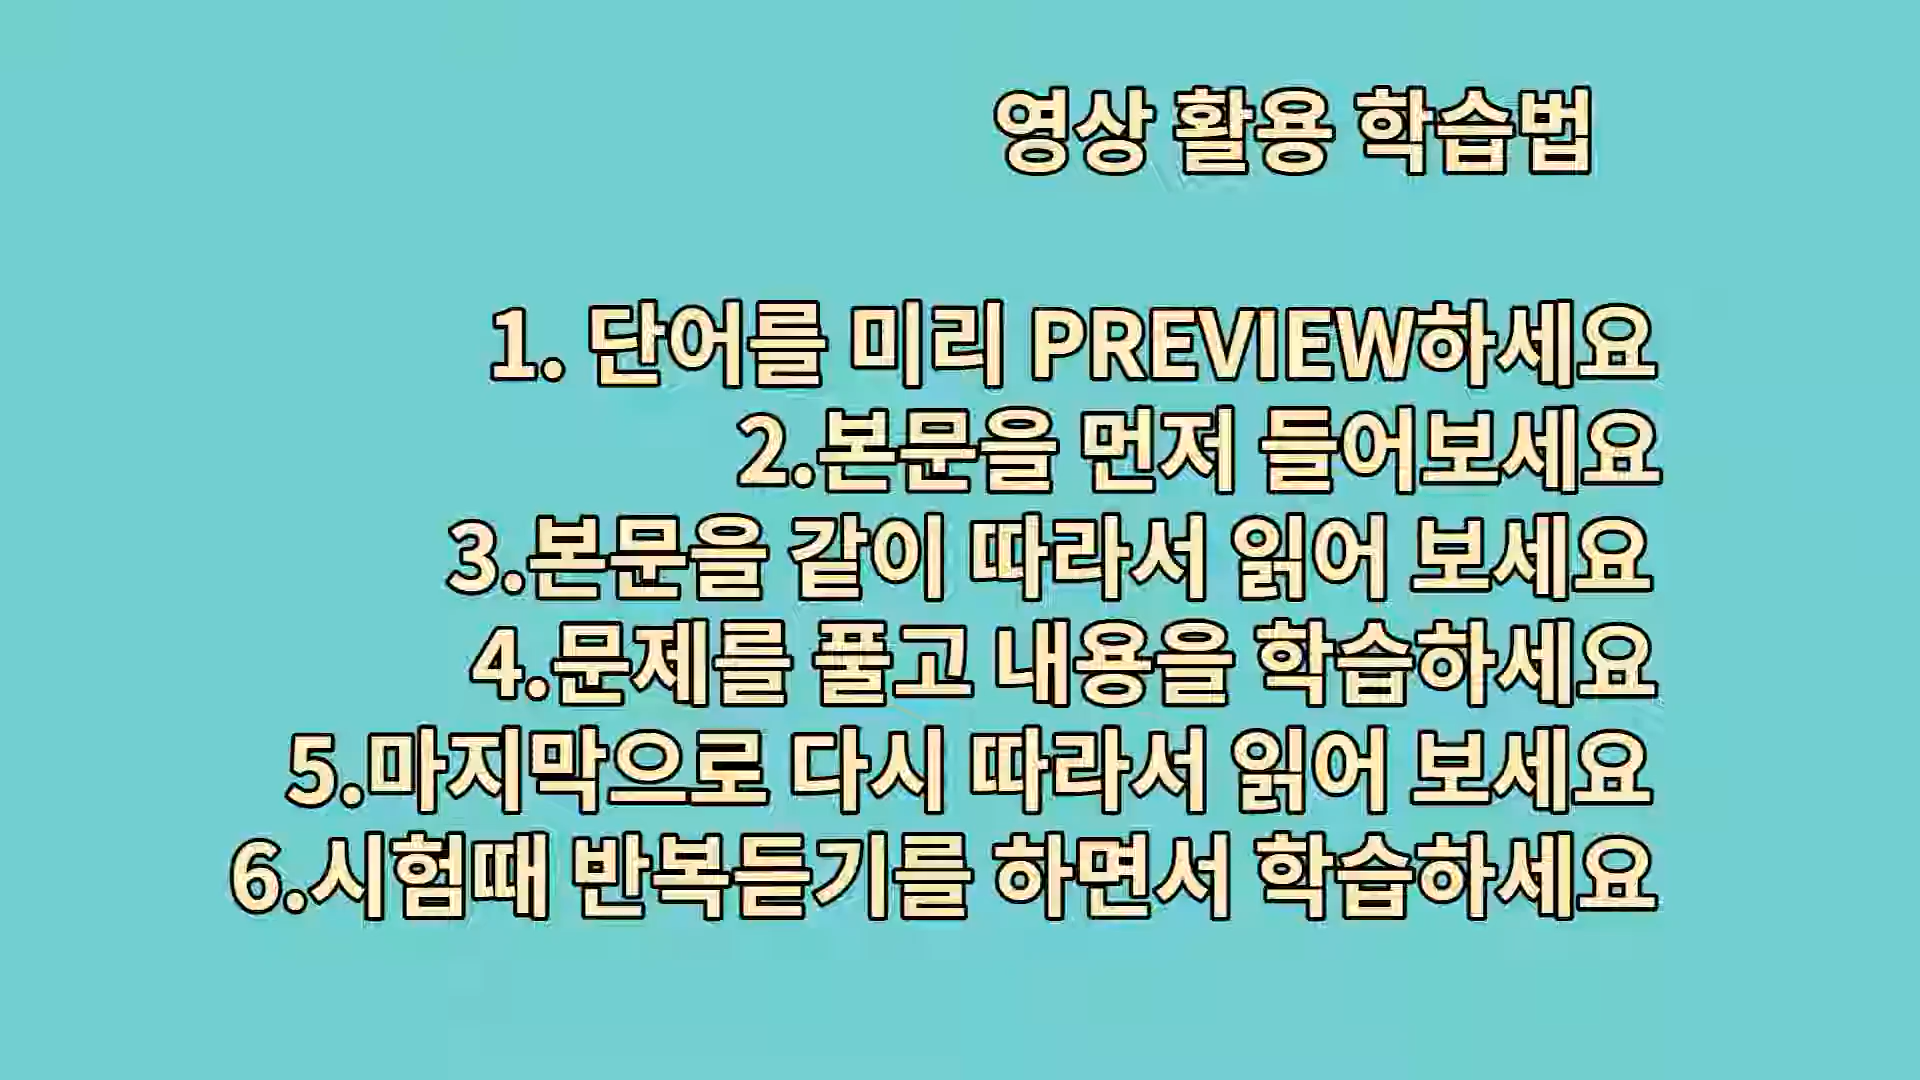 영상 활용 학습법
1. 단어를 미리 PREVIEW하세요
2.본문을 먼저 들어보세요
3.본문을 같이 따라서 읽어 보세요
4.문제를 풀고 내용을 학습하세요
5.마지막으로 다시 따라서 읽어 보세요
6.시험때 반복듣기를 하면서 학습하세요